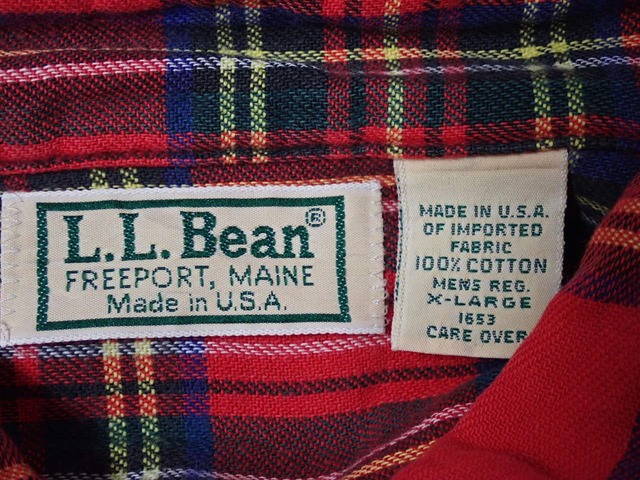 L.L.Bean®
FREEPORT, MAINE
Made in U.S.A.
MADE IN U.S.A.
OF IMPORTED
FABRIC
100% COTTON
MENS REG.
X-LARGE
1653
CARE OVER